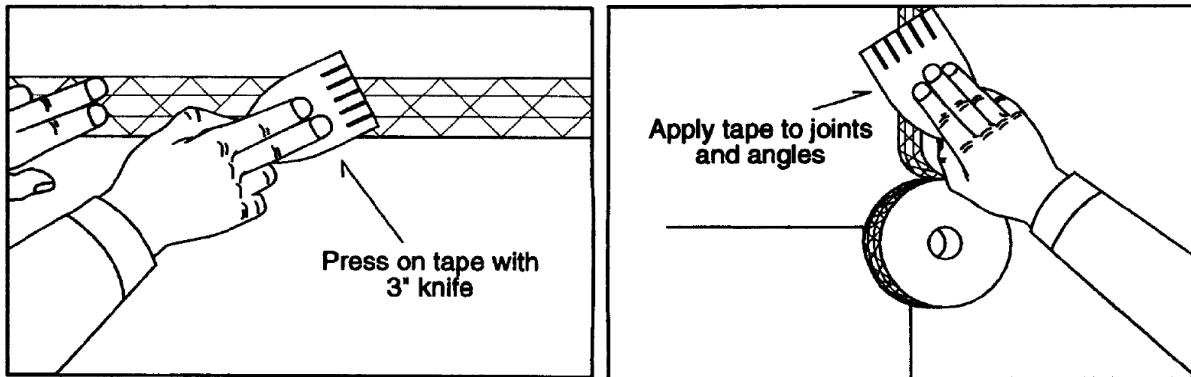 Press on tape with
3" knife
Apply tape to joints
and angles